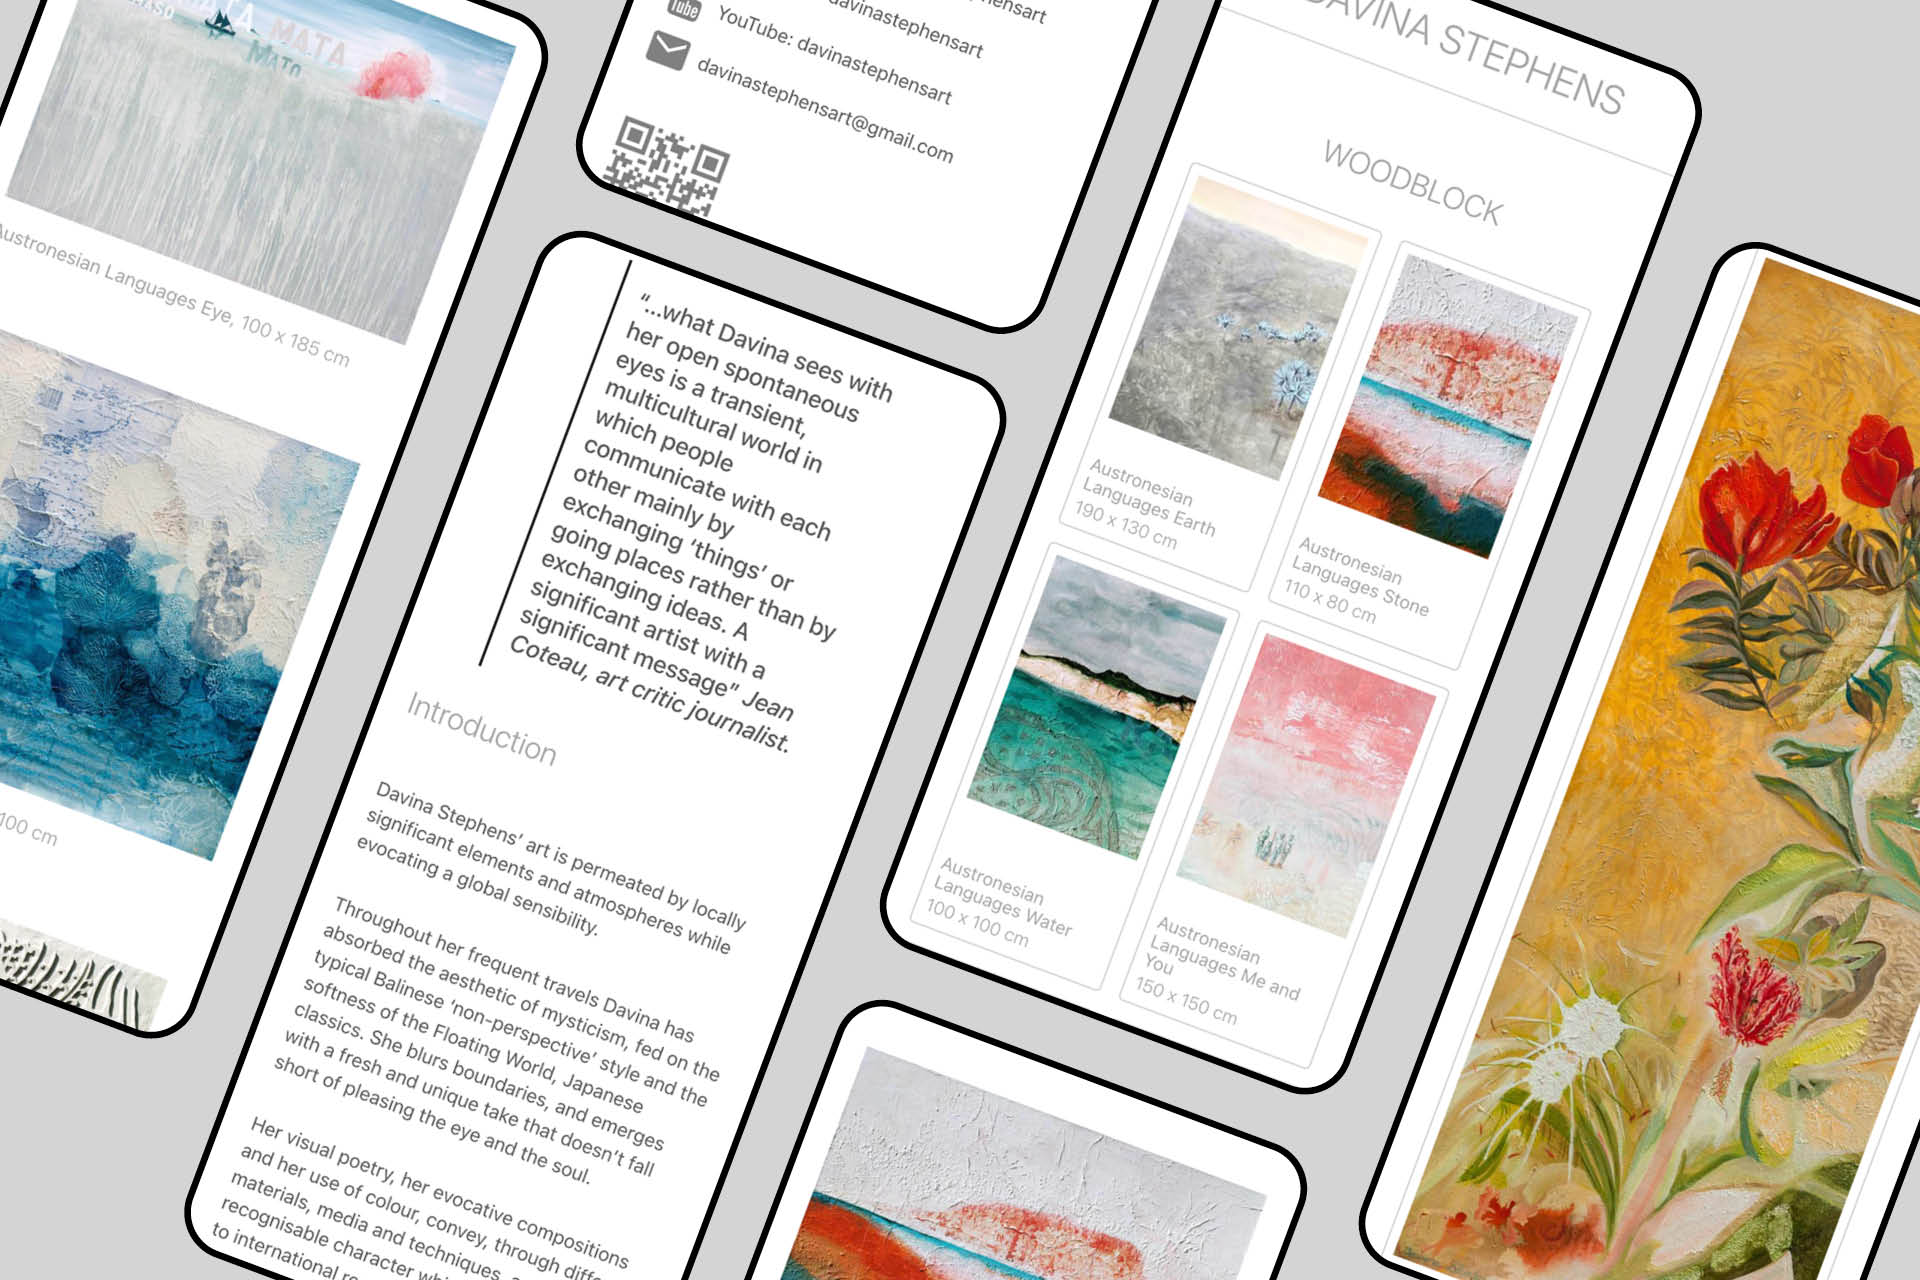 MATA
MATO
Austronesian Languages Eye, 100 x 185 cm
100 cm
YouTube: davinastephensart
davinastephensart@gmail.com
"...what Davina sees with
her open spontaneous
eyes is a transient,
multicultural world in
which people
communicate with each
other mainly by
exchanging ‘things’ or
going places rather than by
exchanging ideas. A
significant artist with a
significant message" Jean
Coteau, art critic journalist.
Introduction
Davina Stephens’ art is permeated by locally
significant elements and atmospheres while
evocating a global sensibility.
Throughout her frequent travels Davina has
absorbed the aesthetic of mysticism, fed on the
typical Balinese ‘non-perspective’ style and the
softness of the Floating World, Japanese
classics. She blurs boundaries, and emerges
with a fresh and unique take that doesn’t fall
short of pleasing the eye and the soul.
Her visual poetry, her evocative compositions
and her use of colour, convey, through
materials, media and techniques,
recognisable character
to international
DAVINA STEPHENS
WOODBLOCK
Austronesian
Languages Earth
190 x 130 cm
Austronesian
Languages Stone
110 x 80 cm
Austronesian
Languages Water
100 x 100 cm
Austronesian
Languages Me and
You
150 x 150 cm